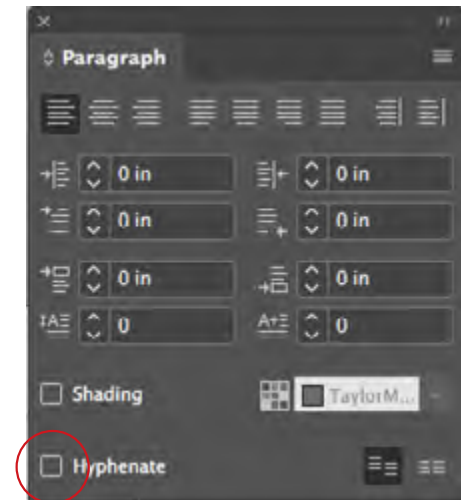 Paragraph
0 in 0 in
0 in 0 in
0 in 0 in
0 0
Shading TaylorM...
Hyphenate